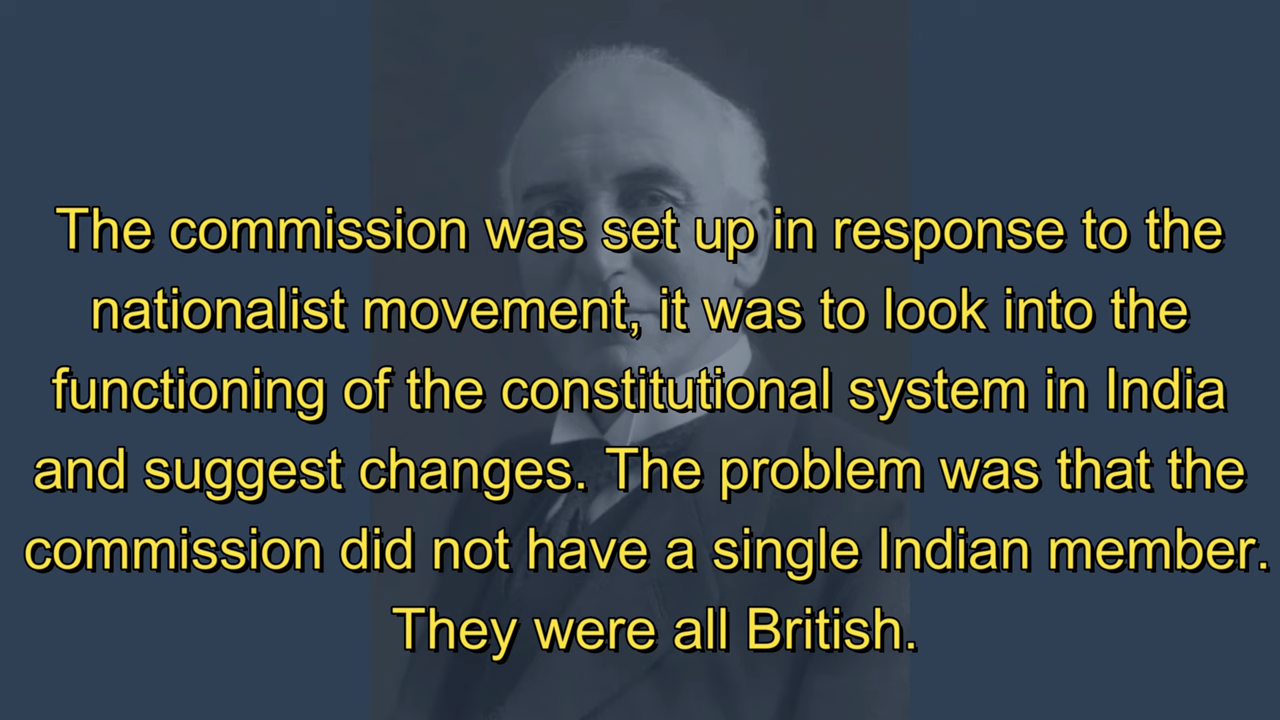 The commission was set up in response to the
nationalist movement, it was to look into the
functioning of the constitutional system in India
and suggest changes. The problem was that the
commission did not have a single Indian member.
They were all British.